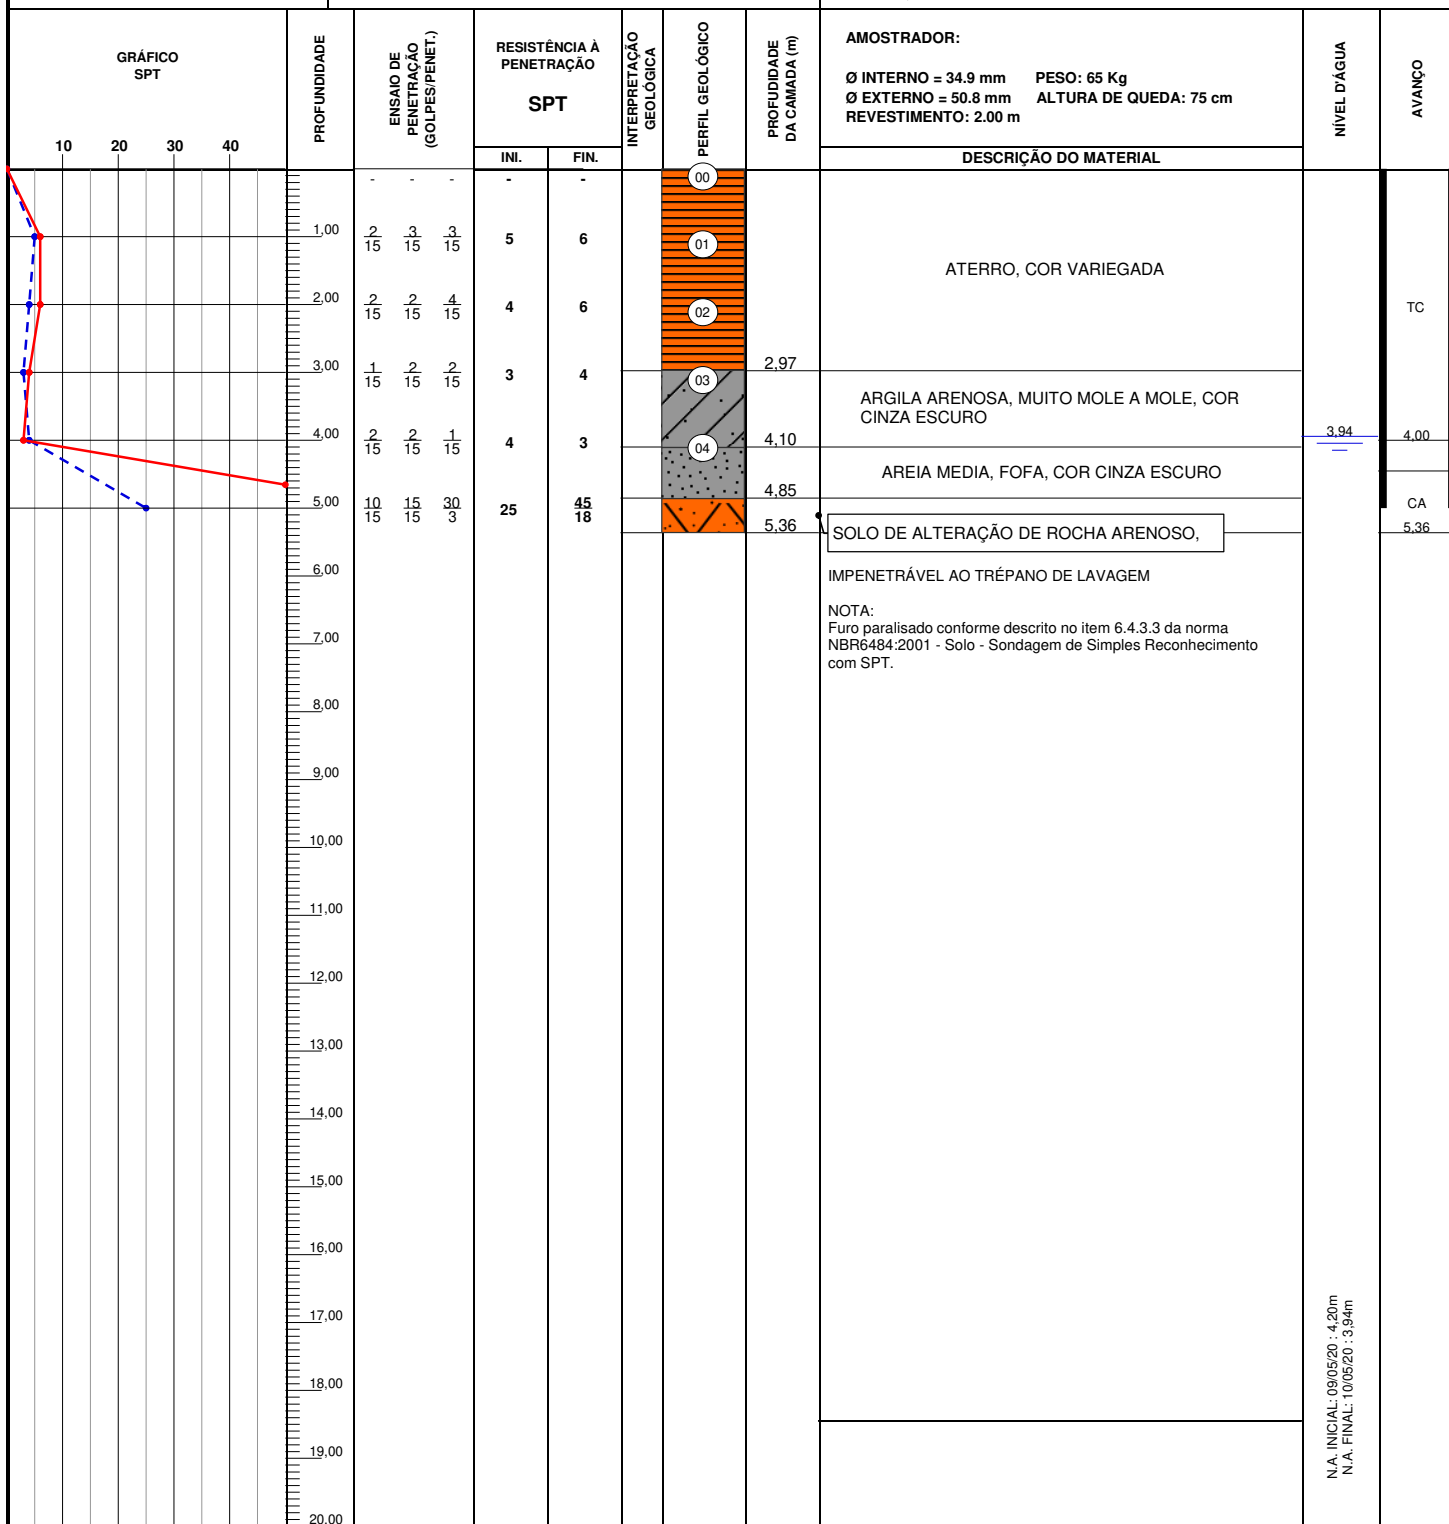 GRÁFICO
SPT
10 20 30 40
PROFUNDIDADE
ENSAIO DE
PENETRAÇÃO
(GOLPES/PENET.)
RESISTÊNCIA À
PENETRAÇÃO
SPT
INI. FIN.
INTERPRETAÇÃO
GEOLÓGICA
PERFIL GEOLÓGICO
PROFUDIDADE
DA CAMADA (m)
AMOSTRADOR:
Ø INTERNO = 34.9 mm PESO: 65 Kg
Ø EXTERNO = 50.8 mm ALTURA DE QUEDA: 75 cm
REVESTIMENTO: 2.00 m
DESCRIÇÃO DO MATERIAL
NÍVEL D'ÁGUA
AVANÇO
- - - - - 00
1,00 2/15 3/15 3/15 5 6 01
ATERRO, COR VARIEGADA
2,00 2/15 2/15 4/15 4 6 02 TC
2,97
3,00 1/15 2/15 2/15 3 4 03
ARGILA ARENOSA, MUITO MOLE A MOLE, COR
CINZA ESCURO
4,00 2/15 2/15 1/15 4 3 04 4,10 3,94 4,00
AREIA MEDIA, FOFA, COR CINZA ESCURO
4,85
5,00 10/15 15/15 30/3 25 45/18 CA
5,36 5,36
SOLO DE ALTERAÇÃO DE ROCHA ARENOSO,
6,00
IMPENETRÁVEL AO TRÉPANO DE LAVAGEM
NOTA:
Furo paralisado conforme descrito no item 6.4.3.3 da norma
NBR6484:2001 - Solo - Sondagem de Simples Reconhecimento
com SPT.
7,00
8,00
9,00
10,00
11,00
12,00
13,00
14,00
15,00
16,00
17,00
18,00
19,00
20,00
N.A. INICIAL: 09/05/20 : 4,20m
N.A. FINAL: 10/05/20 : 3,94m